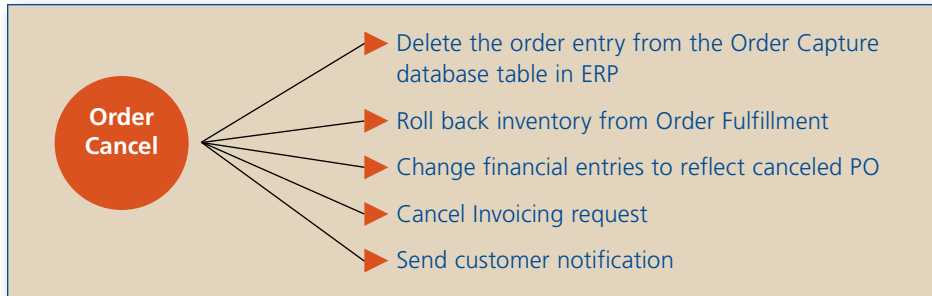 Order
Cancel
Delete the order entry from the Order Capture
database table in ERP
Roll back inventory from Order Fulfillment
Change financial entries to reflect canceled PO
Cancel Invoicing request
Send customer notification